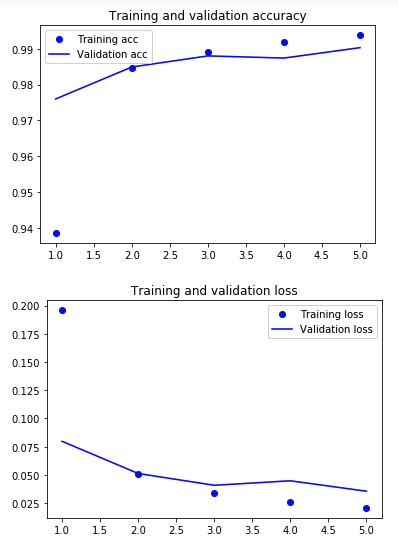 Training and validation accuracy
Training acc
Validation acc
0.99
0.98
0.97
0.96
0.95
0.94
1.0 1.5 2.0 2.5 3.0 3.5 4.0 4.5 5.0
Training and validation loss
Training loss
Validation loss
0.200
0.175
0.150
0.125
0.100
0.075
0.050
0.025
1.0 1.5 2.0 2.5 3.0 3.5 4.0 4.5 5.0